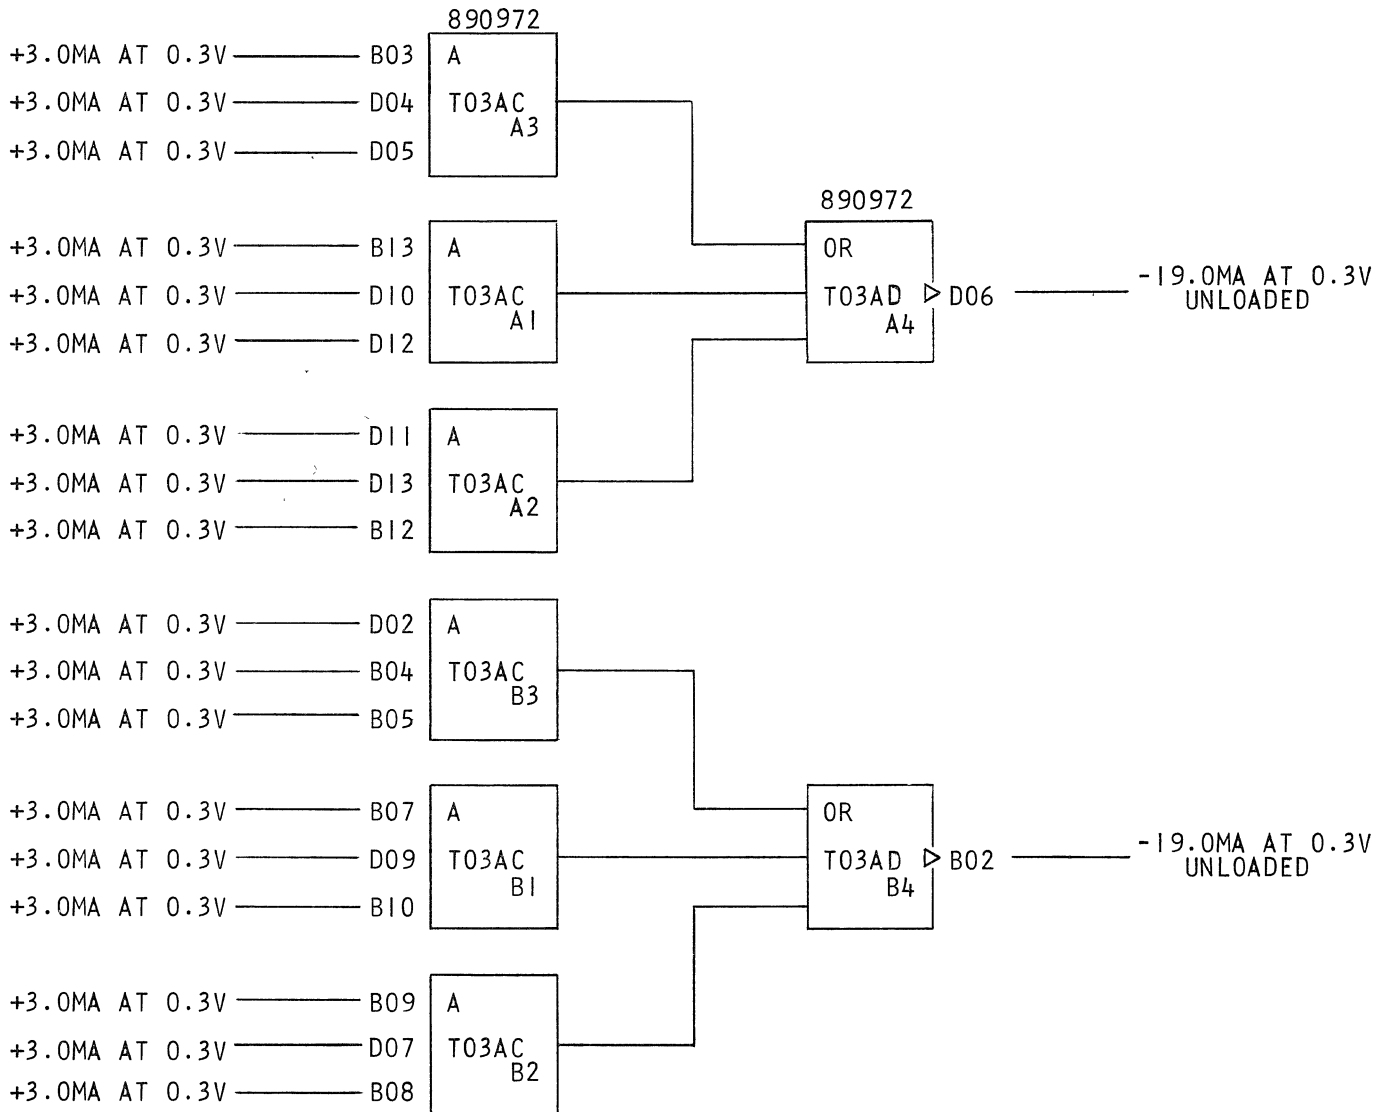 890972
+3.0MA AT 0.3V B03 A
+3.0MA AT 0.3V D04 T03AC
A3
+3.0MA AT 0.3V D05
890972
+3.0MA AT 0.3V B13 A
OR
+3.0MA AT 0.3V D10 T03AC
A1
+3.0MA AT 0.3V D12
T03AD D06
A4
-19.0MA AT 0.3V
UNLOADED
+3.0MA AT 0.3V D11 A
+3.0MA AT 0.3V D13 T03AC
A2
+3.0MA AT 0.3V B12
+3.0MA AT 0.3V D02 A
+3.0MA AT 0.3V B04 T03AC
B3
+3.0MA AT 0.3V B05
+3.0MA AT 0.3V B07 A
OR
+3.0MA AT 0.3V D09 T03AC
B1
+3.0MA AT 0.3V B10
T03AD B02
B4
-19.0MA AT 0.3V
UNLOADED
+3.0MA AT 0.3V B09 A
+3.0MA AT 0.3V D07 T03AC
B2
+3.0MA AT 0.3V B08